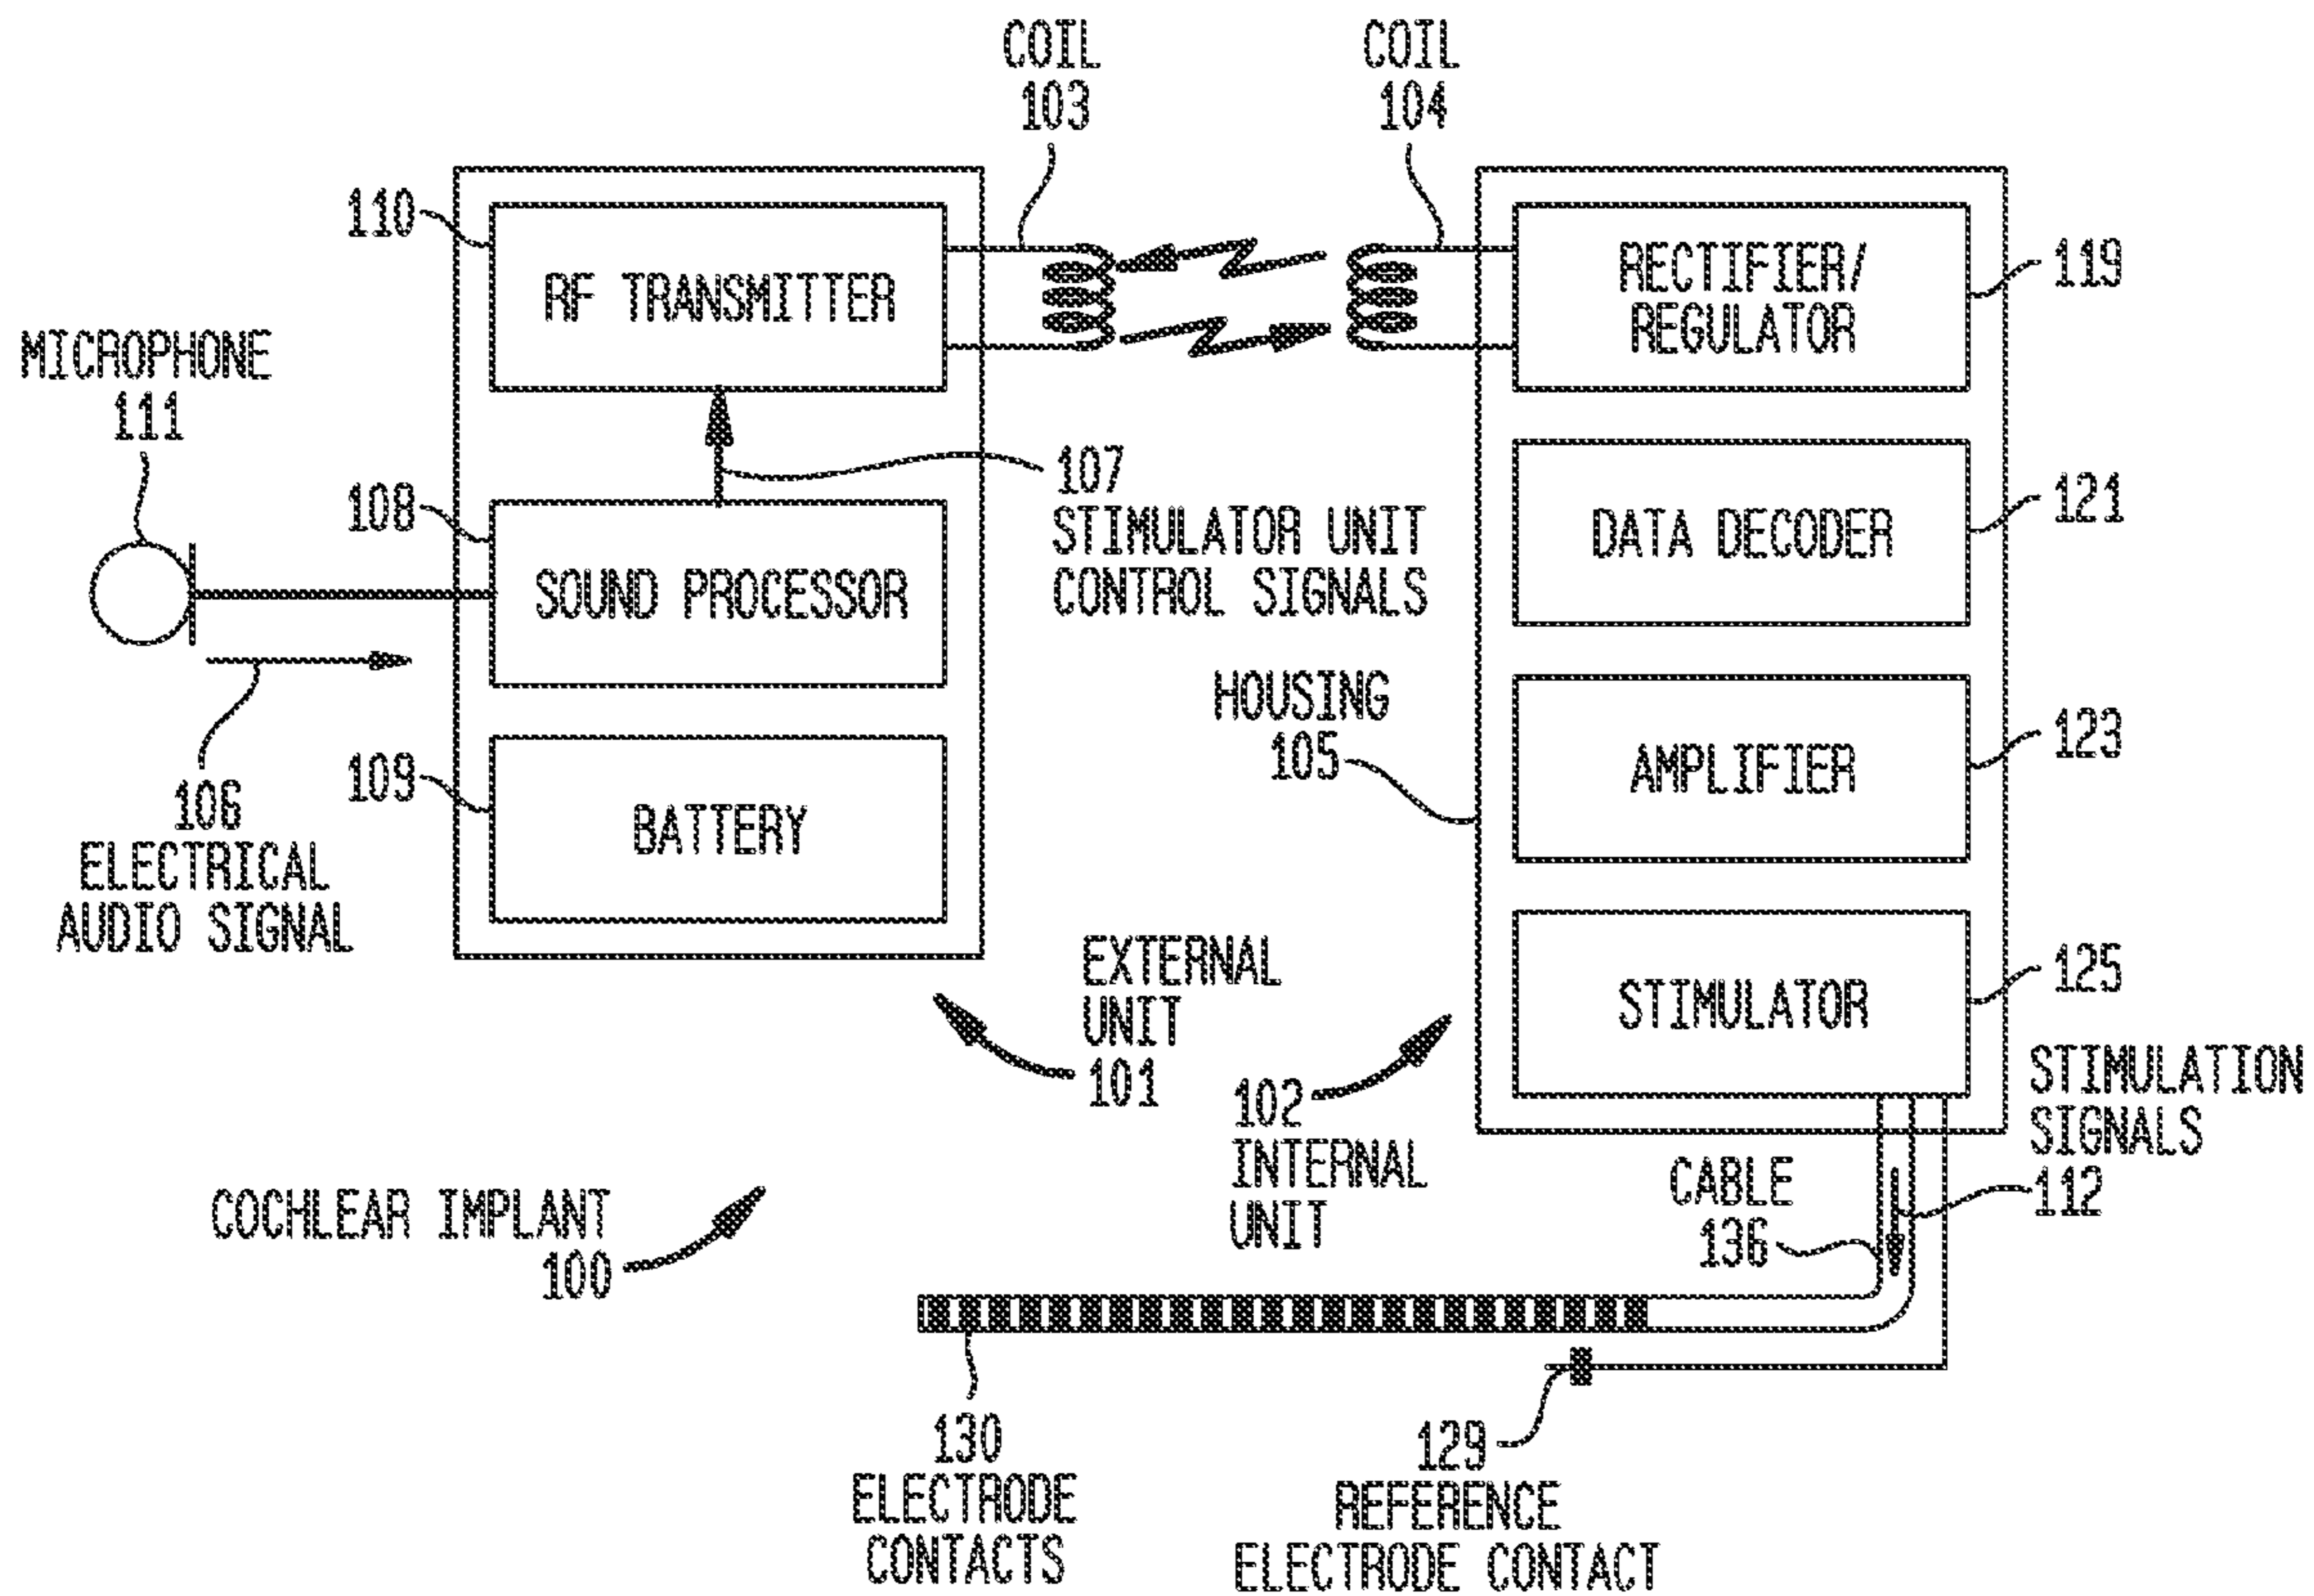 COIL
103
COIL
104
110
RF TRANSMITTER
RECTIFIER/
REGULATOR
119
MICROPHONE
111
107
STIMULATOR UNIT
CONTROL SIGNALS
108
SOUND PROCESSOR
DATA DECODER
121
HOUSING
105
AMPLIFIER
123
106
ELECTRICAL
AUDIO SIGNAL
109
BATTERY
EXTERNAL
UNIT
101
STIMULATOR
125
102
INTERNAL
UNIT
STIMULATION
SIGNALS
112
CABLE
136
COCHLEAR IMPLANT
100
130
ELECTRODE
CONTACTS
129
REFERENCE
ELECTRODE CONTACT